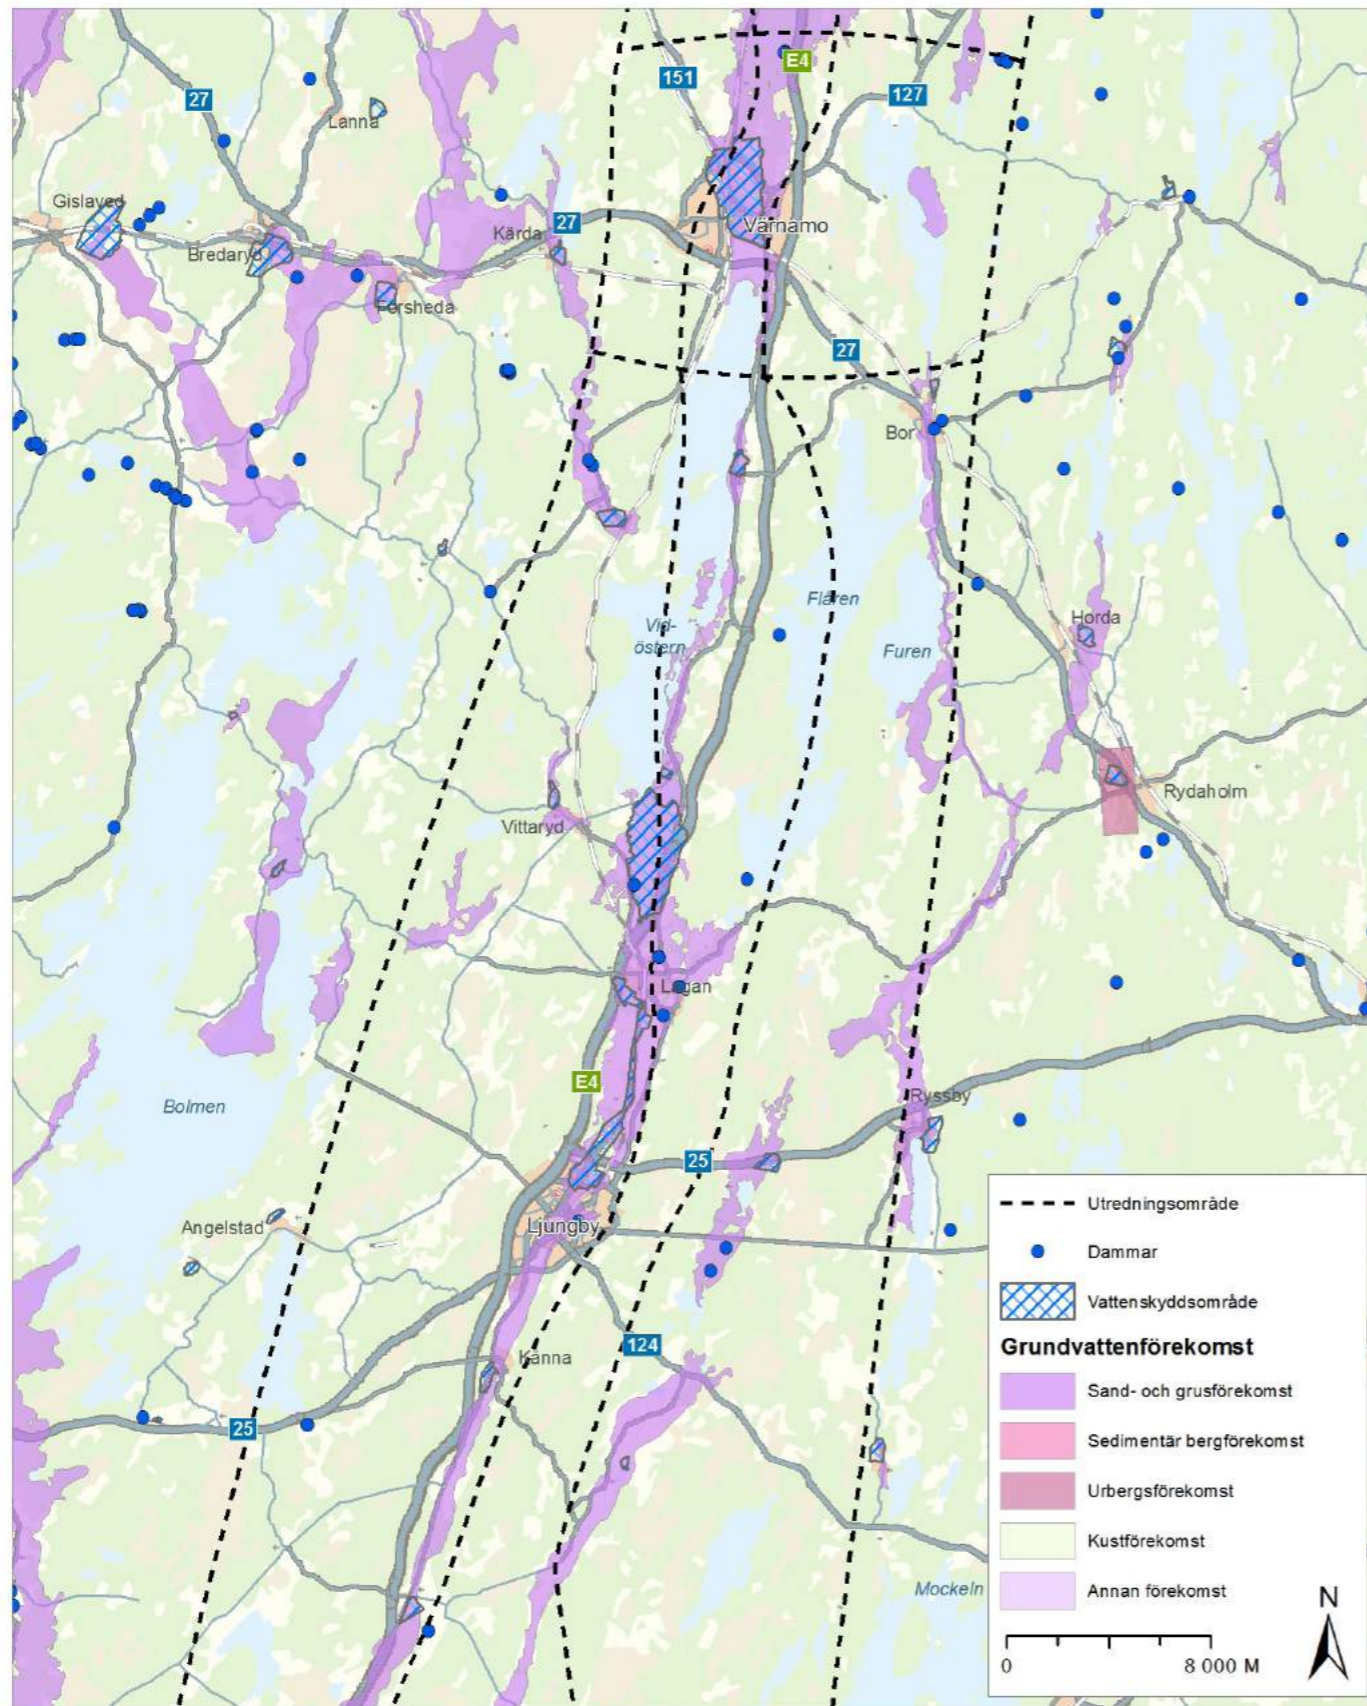 E4
151
27
127
Lanna
Gislaved
Kärda
27
Värnamo
Bredaryd
Forsheda
27
Bor
Flåren
Vid-
östern
Furen
Horda
Rydaholm
Vittaryd
Lagan
E4
Bolmen
Ryssby
25
Angelstad
Ljungby
124
Kånna
25
Mockeln
Utredningsområde
Dammar
Vattenskyddsområde
Grundvattenförekomst
Sand- och grusförekomst
Sedimentär bergförekomst
Urbergsförekomst
Kustförekomst
Annan förekomst
N
0 8 000 M